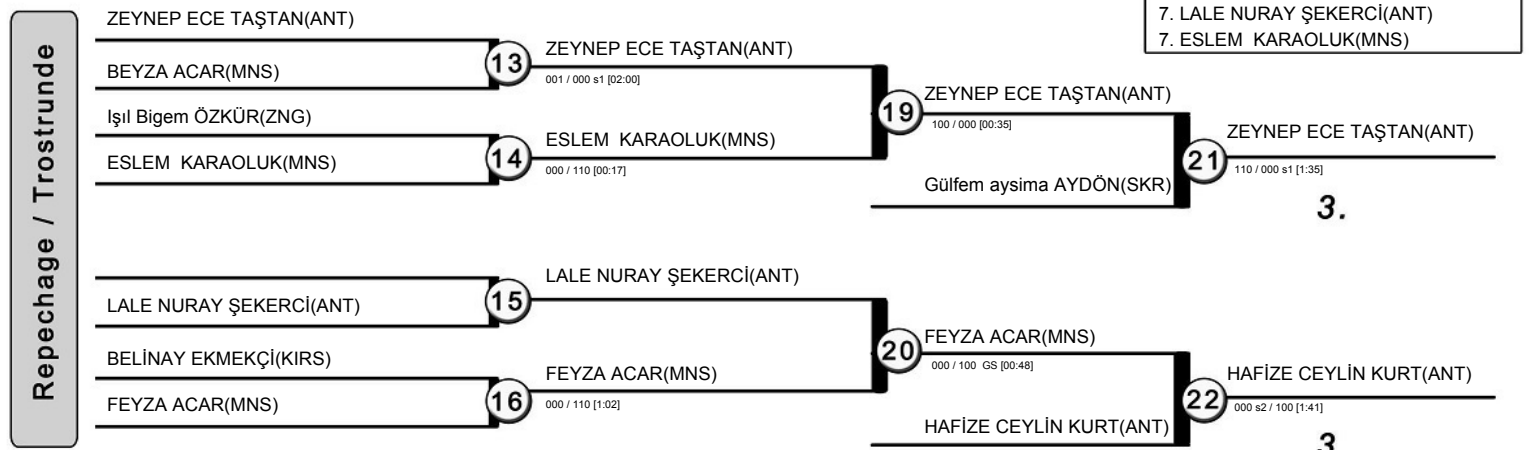 Repechage / Trostrunde
7. LALE NURAY ŞEKERCİ(ANT)
7. ESLEM  KARAOLUK(MNS)
ZEYNEP ECE TAŞTAN(ANT)
BEYZA ACAR(MNS)
13
ZEYNEP ECE TAŞTAN(ANT)
001 / 000 s1 [02:00]
Işıl Bigem ÖZKÜR(ZNG)
ESLEM  KARAOLUK(MNS)
14
ESLEM  KARAOLUK(MNS)
000 / 110 [00:17]
19
ZEYNEP ECE TAŞTAN(ANT)
100 / 000 [00:35]
Gülfem aysima AYDÖN(SKR)
21
ZEYNEP ECE TAŞTAN(ANT)
110 / 000 s1 [1:35]
3.
LALE NURAY ŞEKERCİ(ANT)
15
LALE NURAY ŞEKERCİ(ANT)
BELİNAY EKMEKÇİ(KIRS)
FEYZA ACAR(MNS)
16
FEYZA ACAR(MNS)
000 / 110 [1:02]
20
FEYZA ACAR(MNS)
000 / 100  GS [00:48]
HAFİZE CEYLİN KURT(ANT)
22
HAFİZE CEYLİN KURT(ANT)
000 s2 / 100 [1:41]
3